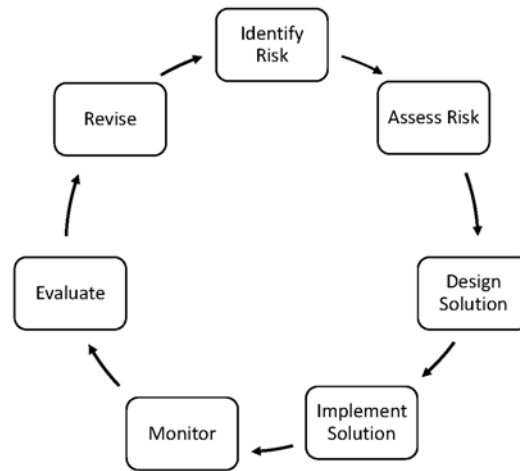 Identify
Risk
Assess Risk
Design
Solution
Implement
Solution
Monitor
Evaluate
Revise